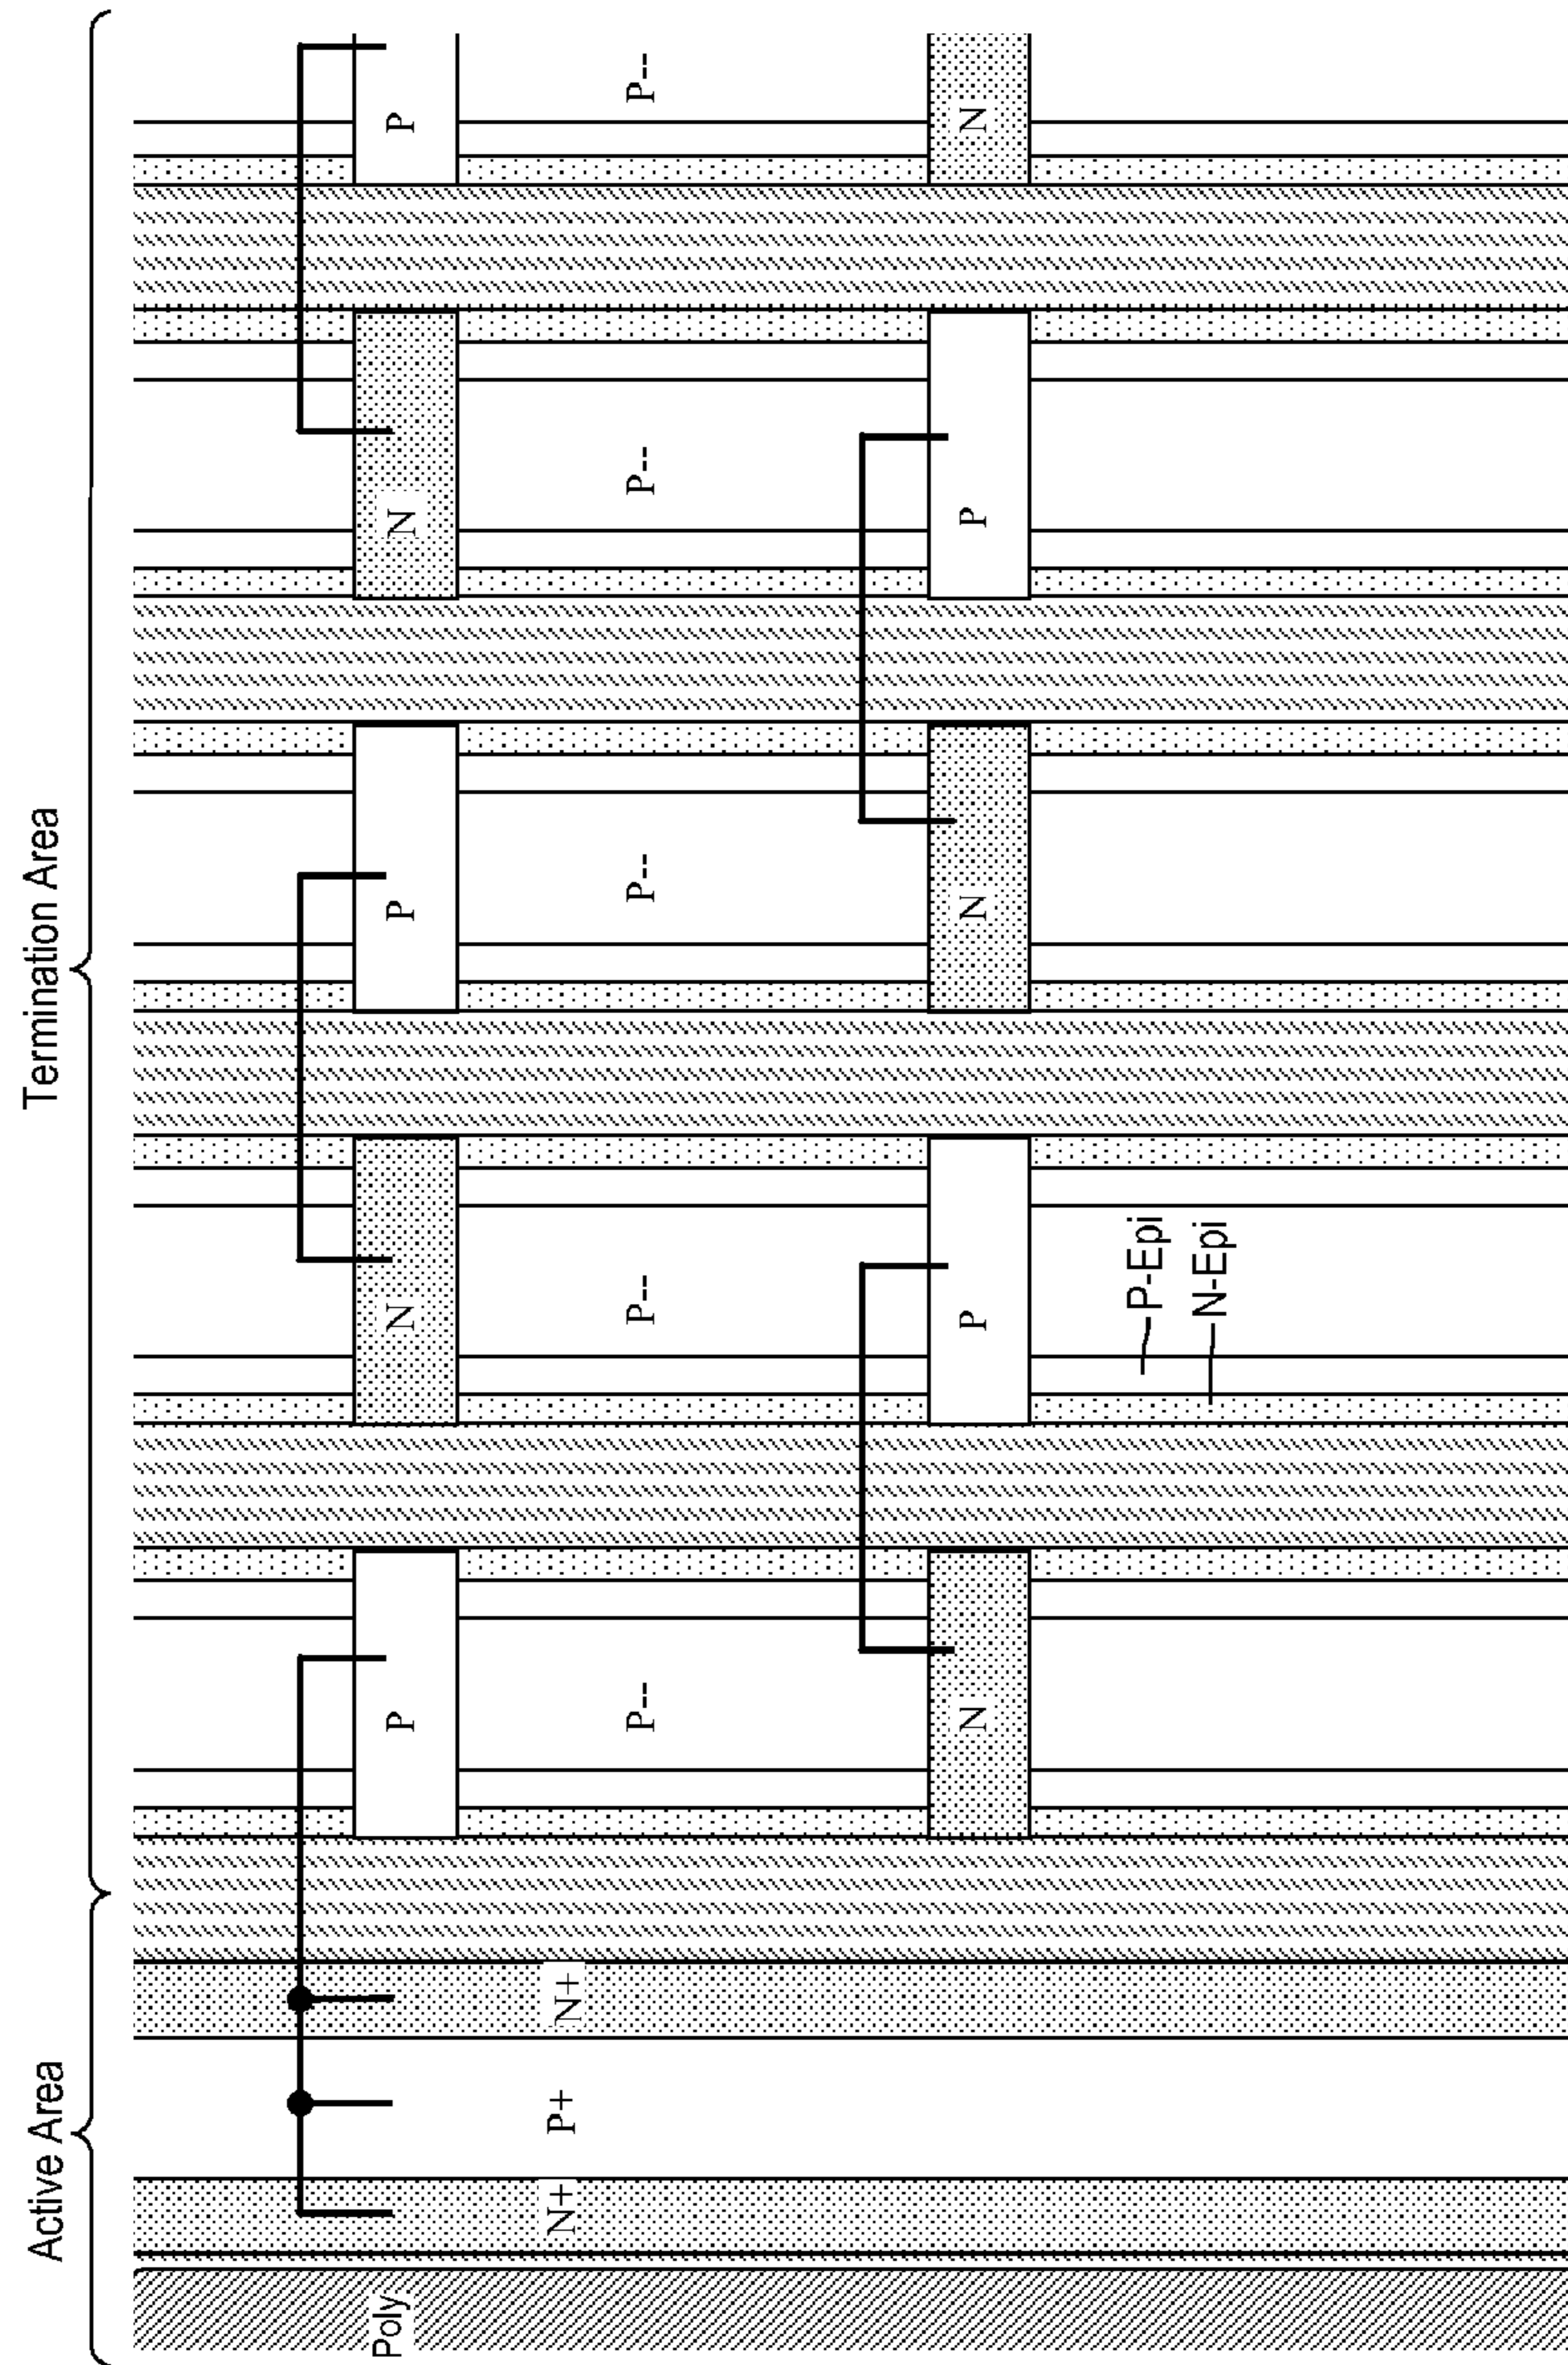 Active Area
Termination Area
Poly
P
N
P
N
P
N+
P+
N+
P--
P--
P--
P--
P--
N
P
N
P
N
P-Epi
N-Epi